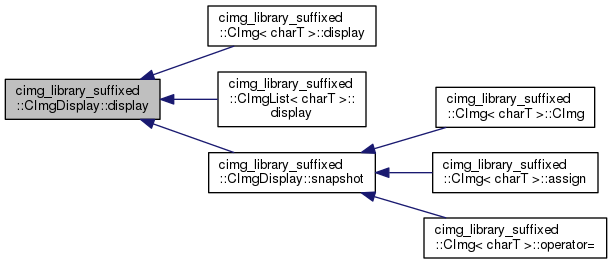 cimg_library_suffixed
::CImgDisplay::display
cimg_library_suffixed
::CImg< charT >::display
cimg_library_suffixed
::CImgList< charT >::
display
cimg_library_suffixed
::CImgDisplay::snapshot
cimg_library_suffixed
::CImg< charT >::CImg
cimg_library_suffixed
::CImg< charT >::assign
cimg_library_suffixed
::CImg< charT >::operator=